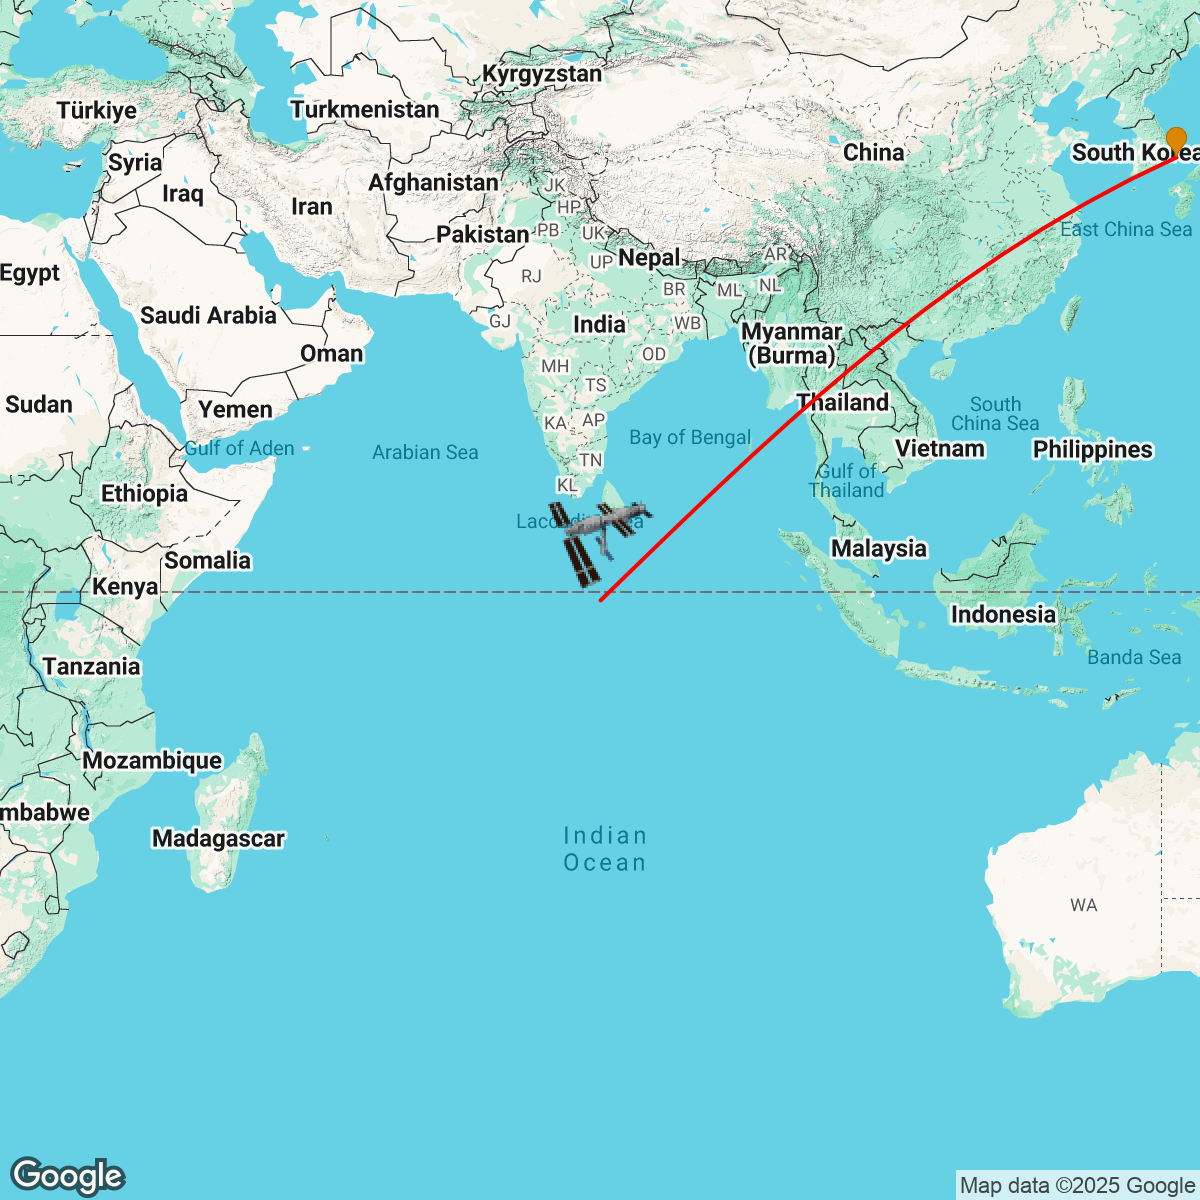 Kyrgyzstan
Türkiye
Turkmenistan
Syria
China
South Korea
Afghanistan
JK
Iraq
Iran
HP
Pakistan
PB
UK
East China Sea
Egypt
Nepal
AR
UP
RJ
NL
BR
ML
Saudi Arabia
GJ
India
WB
Myanmar
(Burma)
Oman
OD
MH
TS
Sudan
Yemen
Thailand
South
China Sea
KA
AP
Bay of Bengal
Gulf of Aden
Arabian Sea
Vietnam
Philippines
TN
Gulf of
Thailand
KL
Ethiopia
Malaysia
Somalia
Kenya
Indonesia
Tanzania
Banda Sea
Mozambique
mbabwe
Madagascar
Indian
Ocean
WA
Google
Map data ©2025 Google